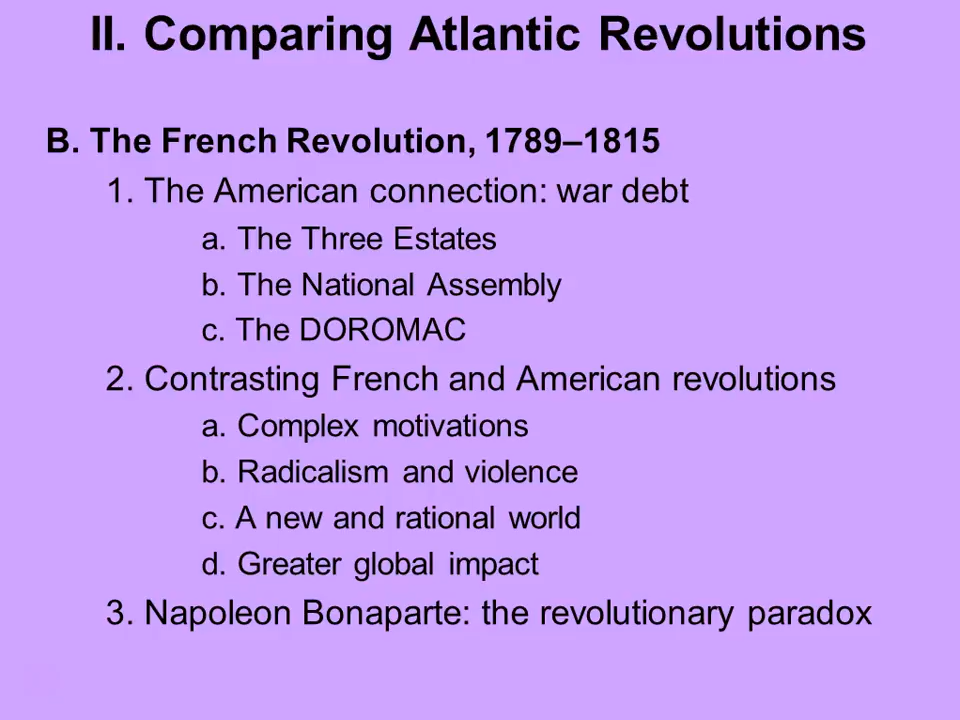 II. Comparing Atlantic Revolutions
B. The French Revolution, 1789–1815
1. The American connection: war debt
a. The Three Estates
b. The National Assembly
c. The DOROMAC
2. Contrasting French and American revolutions
a. Complex motivations
b. Radicalism and violence
c. A new and rational world
d. Greater global impact
3. Napoleon Bonaparte: the revolutionary paradox